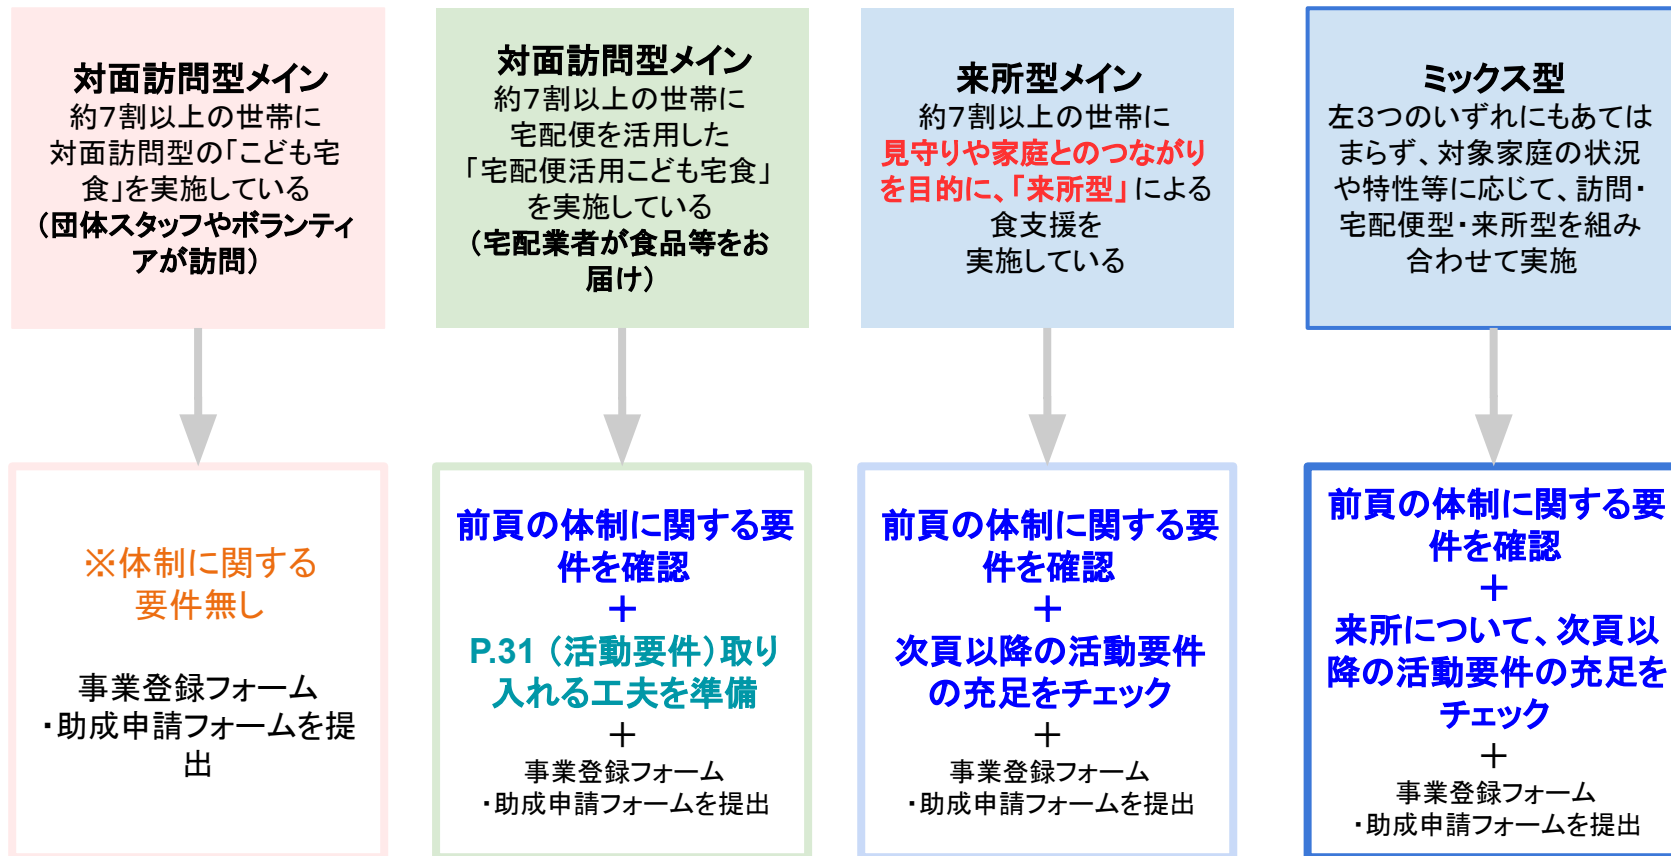 対面訪問型メイン
約7割以上の世帯に
対面訪問型の「こども宅
食」を実施している
（団体スタッフやボランティ
アが訪問）
対面訪問型メイン
約7割以上の世帯に
宅配便を活用した
「宅配便活用こども宅食」
を実施している
（宅配業者が食品等をお
届け）
来所型メイン
約7割以上の世帯に
見守りや家庭とのつながり
を目的に、「来所型」による
食支援を
実施している
ミックス型
左3つのいずれにもあては
まらず、対象家庭の状況
や特性等に応じて、訪問・
宅配便型・来所型を組み
合わせて実施
※体制に関する
要件無し
事業登録フォーム
・助成申請フォームを提
出
前頁の体制に関する要
件を確認
＋
P.31（活動要件）取り
入れる工夫を準備
＋
事業登録フォーム
・助成申請フォームを提出
前頁の体制に関する要
件を確認
＋
次頁以降の活動要件
の充足をチェック
＋
事業登録フォーム
・助成申請フォームを提出
前頁の体制に関する要
件を確認
＋
来所について、次頁以
降の活動要件の充足を
チェック
＋
事業登録フォーム
・助成申請フォームを提出